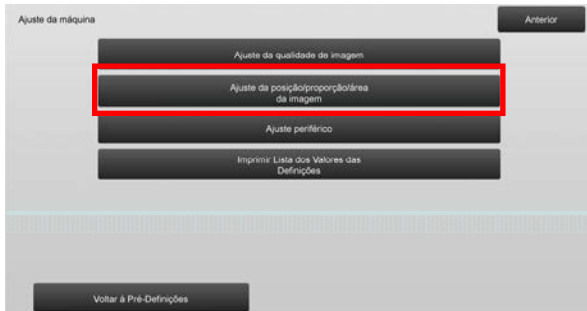 Ajuste da máquina
Anterior
Ajuste da qualidade de imagem
Ajuste da posição/proporção/área
da imagem
Ajuste periférico
Imprimir Lista dos Valores das
Definições
Voltar à Pré-Definições